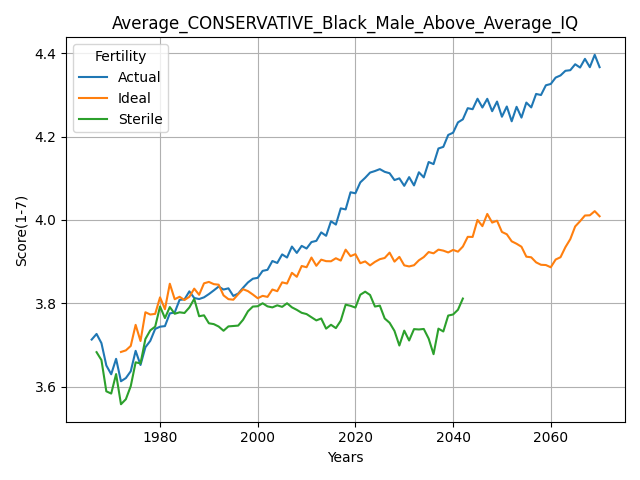 Average_CONSERVATIVE_Black_Male_Above_Average_IQ
Fertility
Actual
Ideal
Sterile
Score(1-7)
4.4
4.2
4.0
3.8
3.6
1980 2000 2020 2040 2060
Years